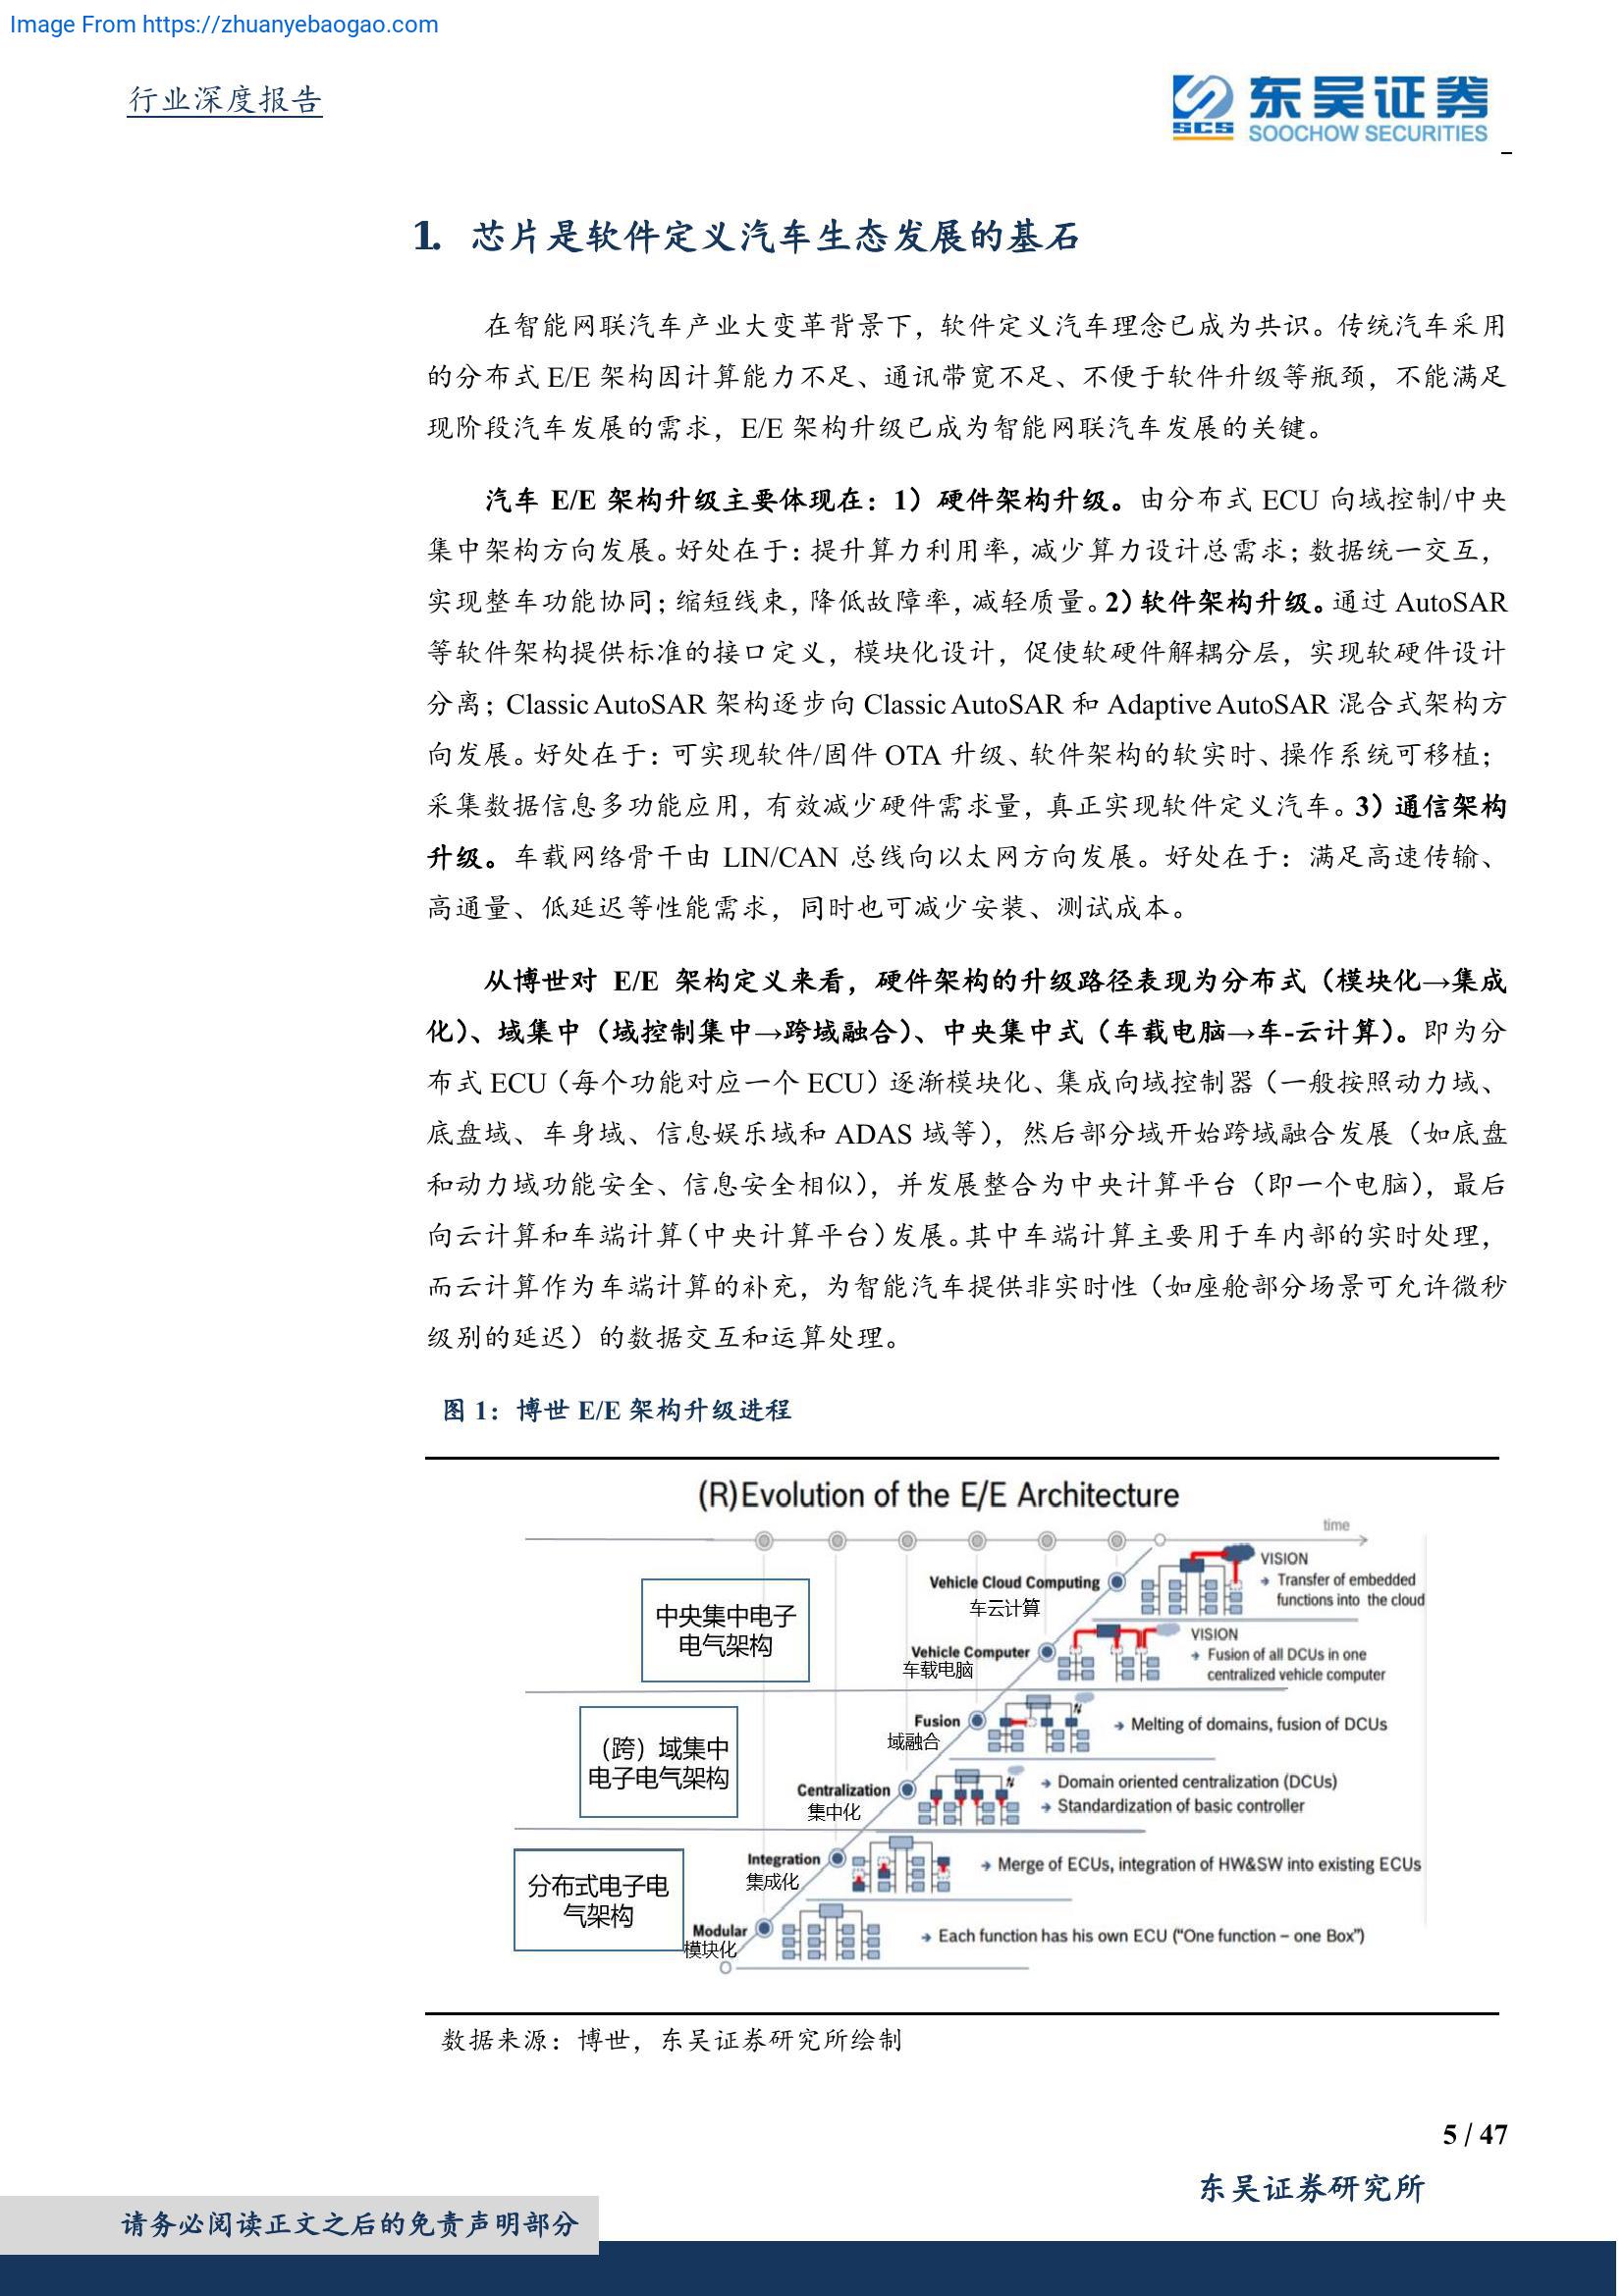 Image From https://zhuanyebaogao.com
行业深度报告
SCS 东吴证券
SOOCHOW SECURITIES
1. 芯片是软件定义汽车生态发展的基石
在智能网联汽车产业大变革背景下，软件定义汽车理念已成为共识。传统汽车采用
的分布式 E/E 架构因计算能力不足、通讯带宽不足、不便于软件升级等瓶颈，不能满足
现阶段汽车发展的需求，E/E 架构升级已成为智能网联汽车发展的关键。
汽车 E/E 架构升级主要体现在：1）硬件架构升级。由分布式 ECU 向域控制/中央
集中架构方向发展。好处在于：提升算力利用率，减少算力设计总需求；数据统一交互，
实现整车功能协同；缩短线束，降低故障率，减轻质量。2）软件架构升级。通过 AutoSAR
等软件架构提供标准的接口定义，模块化设计，促使软硬件解耦分层，实现软硬件设计
分离；Classic AutoSAR 架构逐步向 Classic AutoSAR 和 Adaptive AutoSAR 混合式架构方
向发展。好处在于：可实现软件/固件 OTA 升级、软件架构的软实时、操作系统可移植；
采集数据信息多功能应用，有效减少硬件需求量，真正实现软件定义汽车。3）通信架构
升级。车载网络骨干由 LIN/CAN 总线向以太网方向发展。好处在于：满足高速传输、
高通量、低延迟等性能需求，同时也可减少安装、测试成本。
从博世对 E/E 架构定义来看，硬件架构的升级路径表现为分布式（模块化→集成
化）、域集中（域控制集中→跨域融合）、中央集中式（车载电脑→车-云计算）。即为分
布式 ECU（每个功能对应一个 ECU）逐渐模块化、集成向域控制器（一般按照动力域、
底盘域、车身域、信息娱乐域和 ADAS 域等），然后部分域开始跨域融合发展（如底盘
和动力域功能安全、信息安全相似），并发展整合为中央计算平台（即一个电脑），最后
向云计算和车端计算（中央计算平台）发展。其中车端计算主要用于车内部的实时处理，
而云计算作为车端计算的补充，为智能汽车提供非实时性（如座舱部分场景可允许微秒
级别的延迟）的数据交互和运算处理。
图 1：博世 E/E 架构升级进程
(R)Evolution of the E/E Architecture
time
中央集中电子
电气架构
Vehicle Cloud Computing
车云计算
VISION
Transfer of embedded
functions into the cloud
Vehicle Computer
车载电脑
VISION
Fusion of all DCUs in one
centralized vehicle computer
（跨）域集中
电子电气架构
Fusion
域融合
Melting of domains, fusion of DCUs
Centralization
集中化
Domain oriented centralization (DCUs)
Standardization of basic controller
分布式电子电
气架构
Integration
集成化
Merge of ECUs, integration of HW&SW into existing ECUs
Modular
模块化
Each function has his own ECU (“One function – one Box”)
数据来源：博世，东吴证券研究所绘制
5 / 47
东吴证券研究所
请务必阅读正文之后的免责声明部分